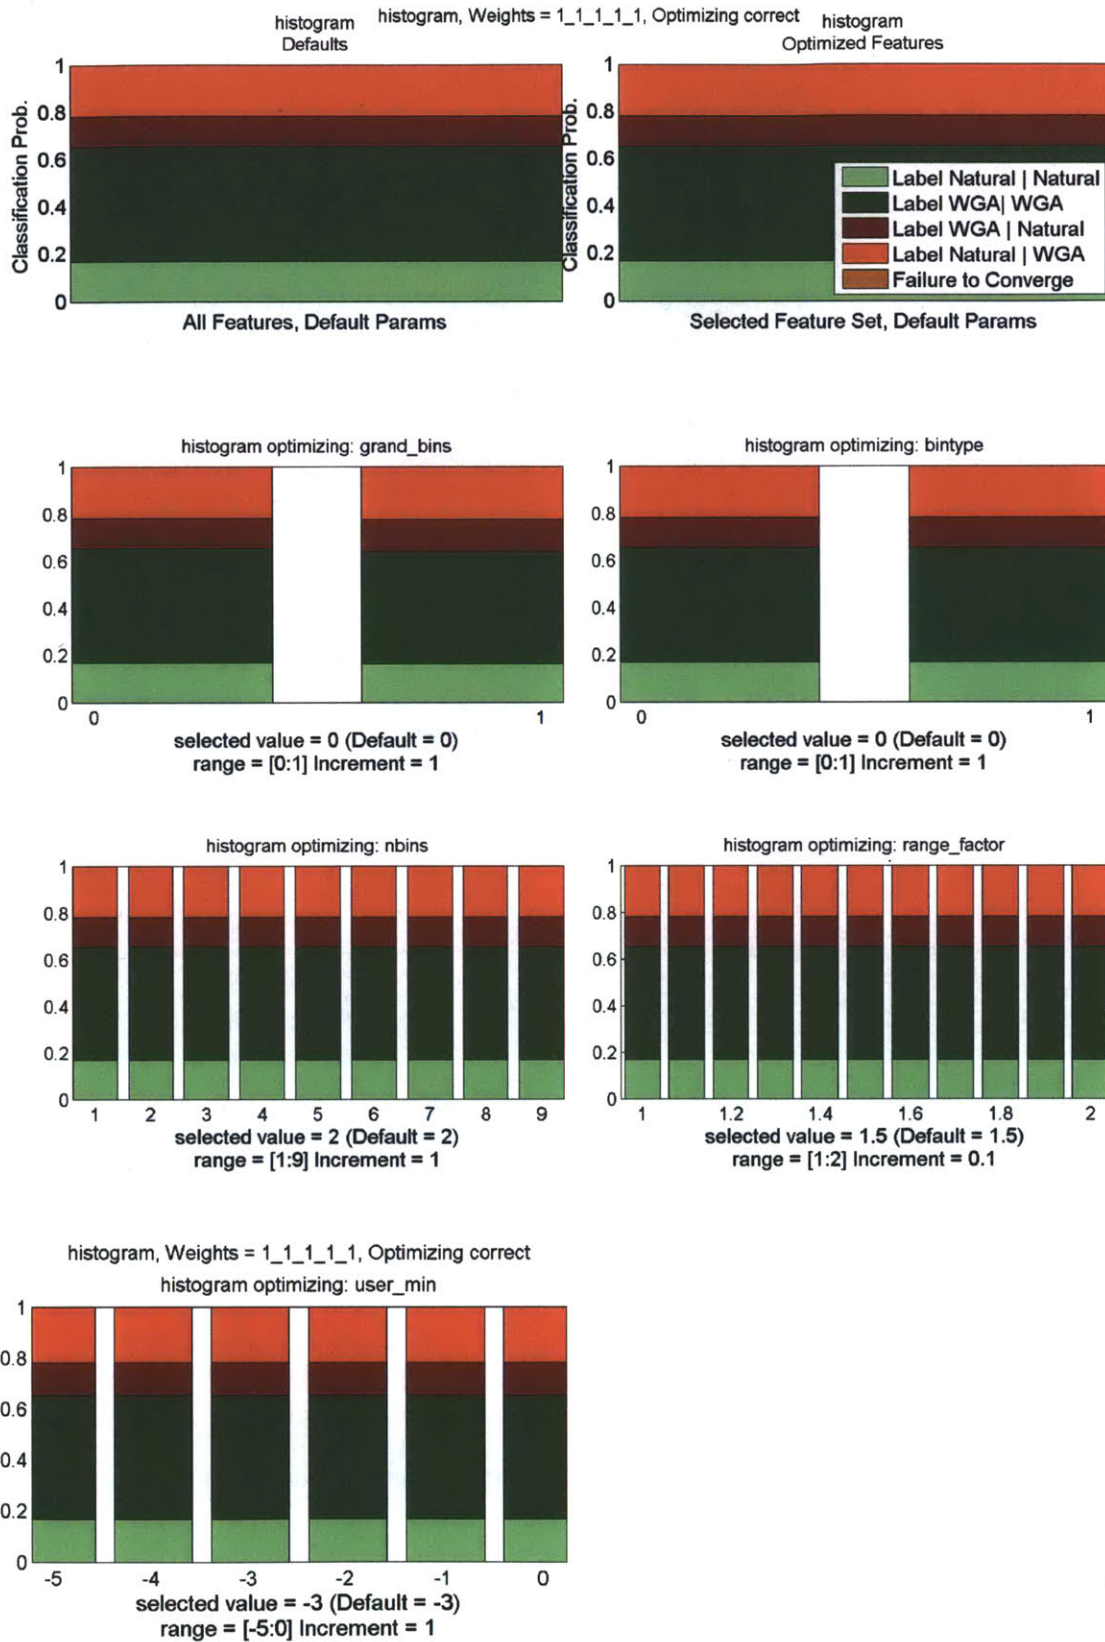 histogram, Weights = 1_1_1_1_1, Optimizing correct
histogram
Defaults
1
0.8
0.6
0.4
0.2
0
Classification Prob.
All Features, Default Params
histogram
Optimized Features
1
0.8
0.6
0.4
0.2
0
Classification Prob.
Label Natural | Natural
Label WGA| WGA
Label WGA | Natural
Label Natural | WGA
Failure to Converge
Selected Feature Set, Default Params
histogram optimizing: grand_bins
1
0.8
0.6
0.4
0.2
0
0 1
selected value = 0 (Default = 0)
range = [0:1] Increment = 1
histogram optimizing: bintype
1
0.8
0.6
0.4
0.2
0
0 1
selected value = 0 (Default = 0)
range = [0:1] Increment = 1
histogram optimizing: nbins
1
0.8
0.6
0.4
0.2
0
1 2 3 4 5 6 7 8 9
selected value = 2 (Default = 2)
range = [1:9] Increment = 1
histogram optimizing: range_factor
1
0.8
0.6
0.4
0.2
0
1 1.2 1.4 1.6 1.8 2
selected value = 1.5 (Default = 1.5)
range = [1:2] Increment = 0.1
histogram, Weights = 1_1_1_1_1, Optimizing correct
histogram optimizing: user_min
1
0.8
0.6
0.4
0.2
0
-5 -4 -3 -2 -1 0
selected value = -3 (Default = -3)
range = [-5:0] Increment = 1